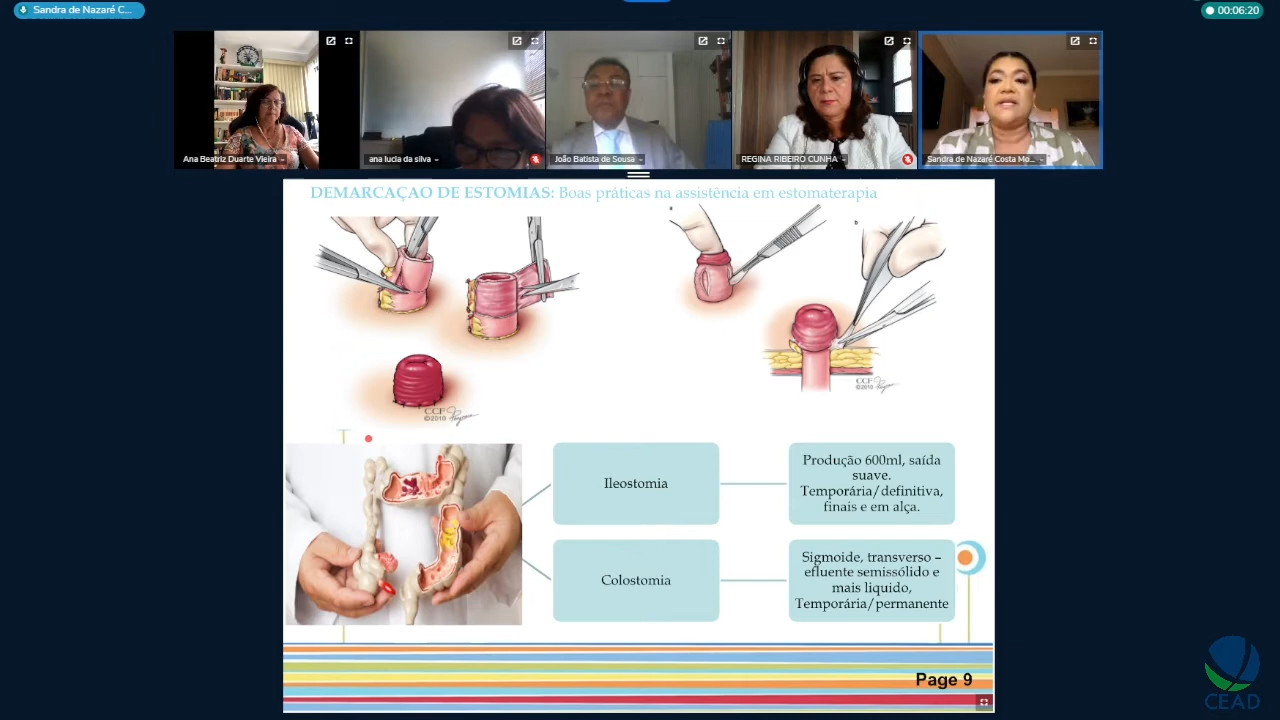 Sandra de Nazaré C...
00:06:20
Ana Beatriz Duarte Vieira
ana lucia da silva
João Batista de Sousa
REGINA RIBEIRO CUNHA
Sandra de Nazaré Costa Mo...
DEMARCAÇAO DE ESTOMIAS: Boas práticas na assistência em estomaterapia
a
b
CCF
©2010
CCF
©2010
Ileostomia
Produção 600ml, saída
suave.
Temporária/definitiva,
finais e em alça.
Colostomia
Sigmoide, transverso –
efluente semissólido e
mais liquido,
Temporária/permanente
Page 9
CEAD